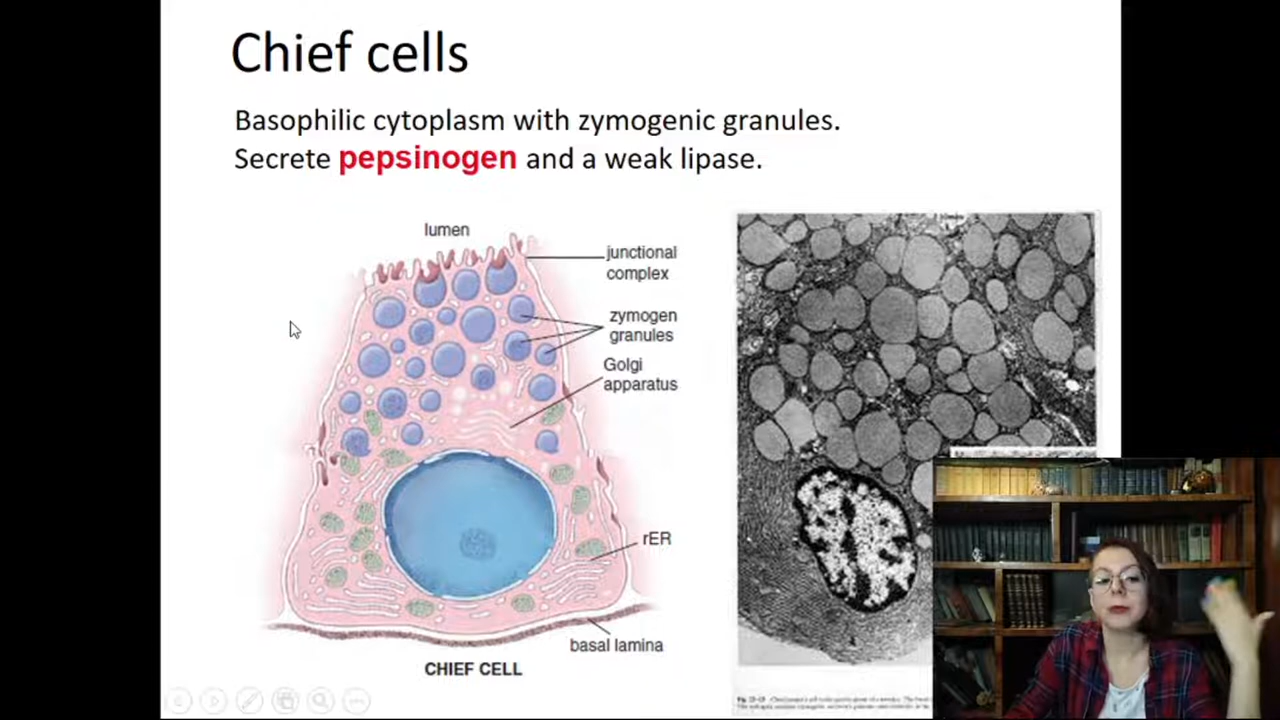 Chief cells
Basophilic cytoplasm with zymogenic granules.
Secrete pepsinogen and a weak lipase.
lumen
junctional
complex
zymogen
granules
Golgi
apparatus
rER
basal lamina
CHIEF CELL